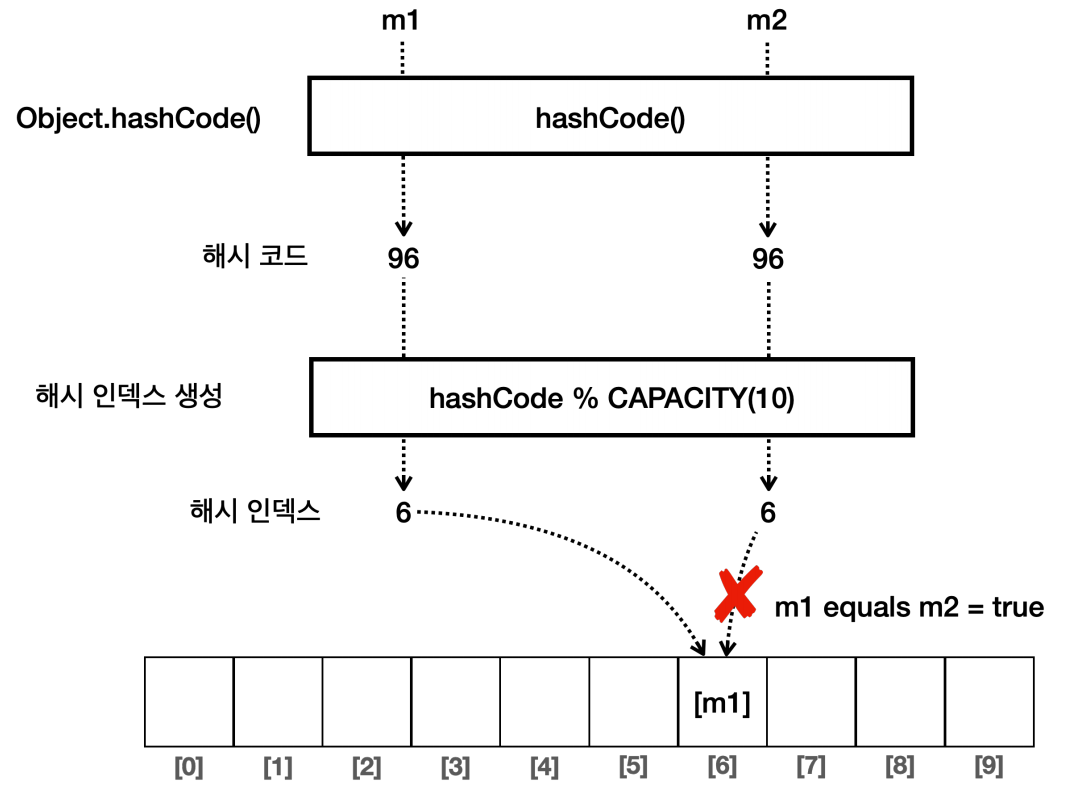 m1 m2
Object.hashCode() hashCode()
해시 코드 96 96
해시 인덱스 생성 hashCode % CAPACITY(10)
해시 인덱스 6 6
m1 equals m2 = true
[m1]
[0] [1] [2] [3] [4] [5] [6] [7] [8] [9]